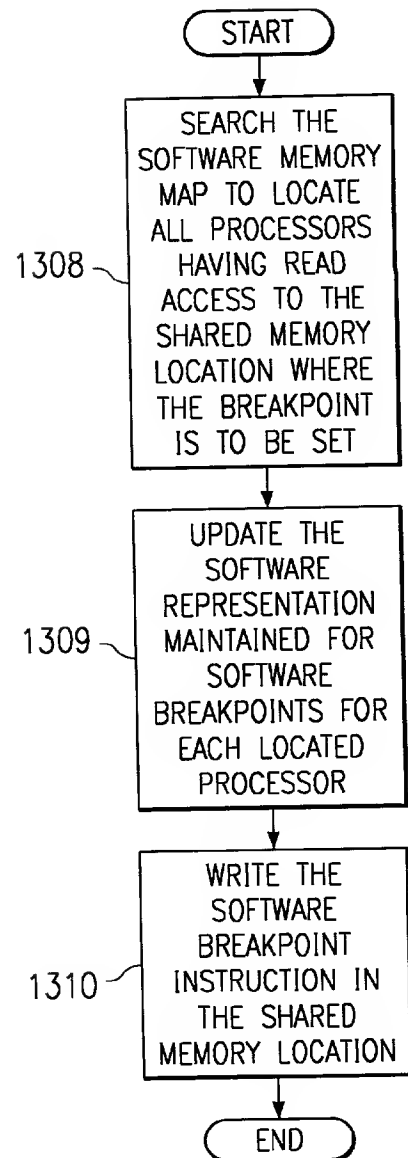 START
SEARCH THE
SOFTWARE MEMORY
MAP TO LOCATE
ALL PROCESSORS
HAVING READ
ACCESS TO THE
SHARED MEMORY
LOCATION WHERE
THE BREAKPOINT
IS TO BE SET
1308
UPDATE THE
SOFTWARE
REPRESENTATION
MAINTAINED FOR
SOFTWARE
BREAKPOINTS FOR
EACH LOCATED
PROCESSOR
1309
WRITE THE
SOFTWARE
BREAKPOINT
INSTRUCTION IN
THE SHARED
MEMORY LOCATION
1310
END